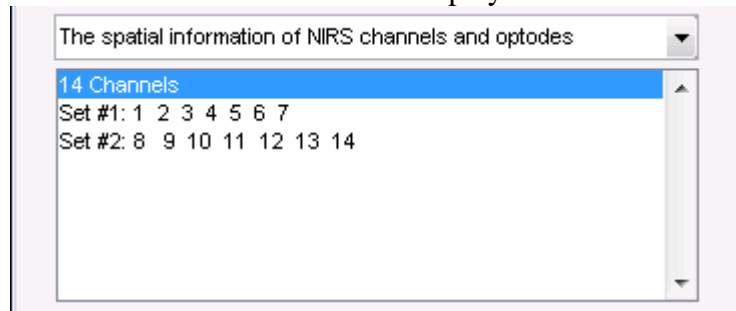 The spatial information of NIRS channels and optodes
14 Channels
Set #1: 1 2 3 4 5 6 7
Set #2: 8 9 10 11 12 13 14